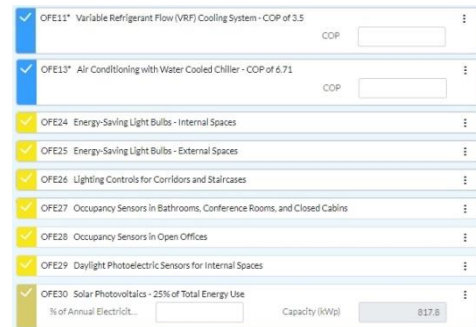 OFE11* Variable Refrigerant Flow (VRF) Cooling System - COP of 3.5
COP
OFE13* Air Conditioning with Water Cooled Chiller - COP of 6.71
COP
OFE24 Energy-Saving Light Bulbs - Internal Spaces
OFE25 Energy-Saving Light Bulbs - External Spaces
OFE26 Lighting Controls for Corridors and Staircases
OFE27 Occupancy Sensors in Bathrooms, Conference Rooms, and Closed Cabins
OFE28 Occupancy Sensors in Open Offices
OFE29 Daylight Photoelectric Sensors for Internal Spaces
OFE30 Solar Photovoltaics - 25% of Total Energy Use
% of Annual Electricit... Capacity (kWp) 817.8